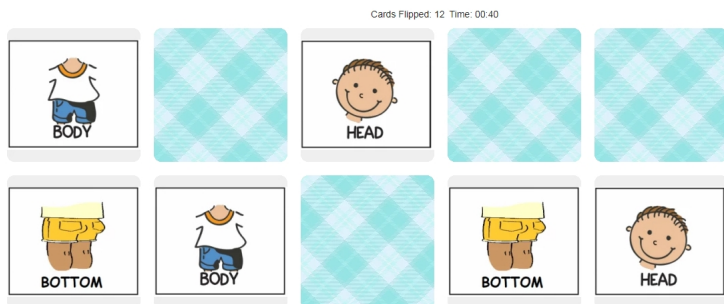 Cards Flipped: 12 Time: 00:40
BODY
HEAD
BOTTOM
BODY
BOTTOM
HEAD